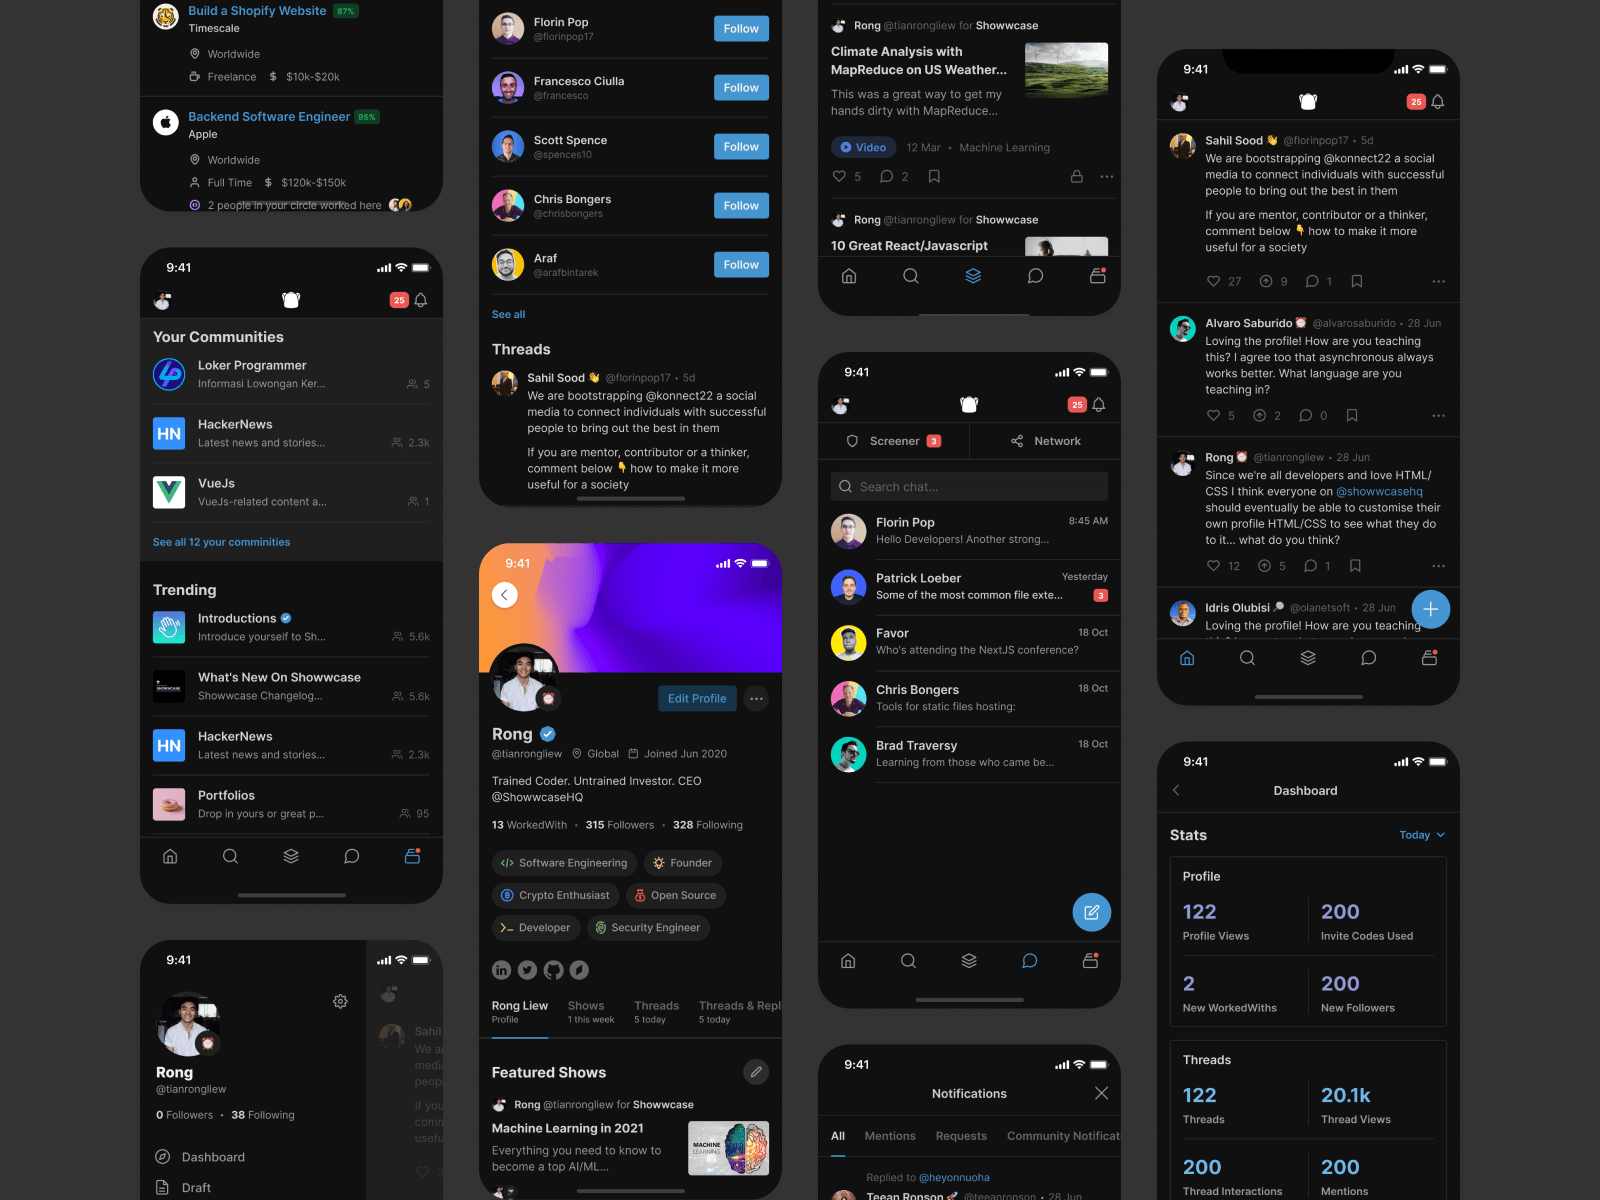 Build a Shopify Website 87%
Timescale
Worldwide
Freelance $ $10k-$20k
Backend Software Engineer 95%
Apple
Worldwide
Full Time $ $120k-$150k
2 people in your circle worked here
9:41
25
Your Communities
Loker Programmer
Informasi Lowongan Ker... 5
HN
HackerNews
Latest news and stories... 2.3k
VueJs
VueJs-related content a... 1
See all 12 your comminities
Trending
Introductions
Introduce yourself to Sh... 5.6k
SHOWWCASE
What's New On Showwcase
Showwcase Changelog... 5.6k
HN
HackerNews
Latest news and stories... 2.3k
Portfolios
Drop in yours or great p... 95
9:41
Rong
@tianrongliew
0 Followers • 38 Following
Dashboard
Draft
Sahil
We ar
media
peopl
If you
comm
usefu
Florin Pop
@florinpop17
Follow
Francesco Ciulla
@francesco
Follow
Scott Spence
@spences10
Follow
Chris Bongers
@chrisbongers
Follow
Araf
@arafbintarek
Follow
See all
Threads
Sahil Sood 👋 @florinpop17 • 5d
We are bootstrapping @konnect22 a social
media to connect individuals with successful
people to bring out the best in them
If you are mentor, contributor or a thinker,
comment below 👇 how to make it more
useful for a society
9:41
Edit Profile
Rong
@tianrongliew Global Joined Jun 2020
Trained Coder. Untrained Investor. CEO
@ShowwcaseHQ
13 WorkedWith • 315 Followers • 328 Following
Software Engineering Founder
Crypto Enthusiast Open Source
Developer Security Engineer
Rong Liew Shows Threads Threads & Repl
Profile 1 this week 5 today 5 today
Featured Shows
Rong @tianrongliew for Showwcase
Machine Learning in 2021
Everything you need to know to
become a top AI/ML...
MACHINE
LEARNING
Rong @tianrongliew for Showwcase
Climate Analysis with
MapReduce on US Weather...
This was a great way to get my
hands dirty with MapReduce...
Video 12 Mar • Machine Learning
5 2
Rong @tianrongliew for Showwcase
10 Great React/Javascript
9:41
25
Screener 3 Network
Search chat...
Florin Pop 8:45 AM
Hello Developers! Another strong...
Patrick Loeber Yesterday
Some of the most common file exte... 3
Favor 18 Oct
Who's attending the NextJS conference?
Chris Bongers 18 Oct
Tools for static files hosting:
Brad Traversy 18 Oct
Learning from those who came be...
9:41
Notifications
All Mentions Requests Community Notificat
Replied to @heyonnuoha
Teean Ronson 🚀 @teeanronson • 28 Jun
9:41
25
Sahil Sood 👋 @florinpop17 • 5d
We are bootstrapping @konnect22 a social
media to connect individuals with successful
people to bring out the best in them
If you are mentor, contributor or a thinker,
comment below 👇 how to make it more
useful for a society
27 9 1
Alvaro Saburido ⏰ @alvarosaburido • 28 Jun
Loving the profile! How are you teaching
this? I agree too that asynchronous always
works better. What language are you
teaching in?
5 2 0
Rong ⏰ @tianrongliew • 28 Jun
Since we're all developers and love HTML/
CSS I think everyone on @showwcasehq
should eventually be able to customise their
own profile HTML/CSS to see what they do
to it... what do you think?
12 5 1
Idris Olubisi @olanetsoft • 28 Jun
Loving the profile! How are you teaching
9:41
Dashboard
Stats Today
Profile
122 200
Profile Views Invite Codes Used
2 200
New WorkedWiths New Followers
Threads
122 20.1k
Threads Thread Views
200 200
Thread Interactions Mentions